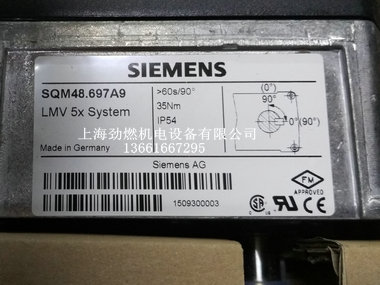 SIEMENS
SQM48.697A9
LMV 5x System
>60s/90°
35Nm
IP54
(0°)
90°
0°(90°)
Made in Germany
上海劲燃机电设备有限公司
13661667295
Siemens AG
1509300003
FM
APPROVED